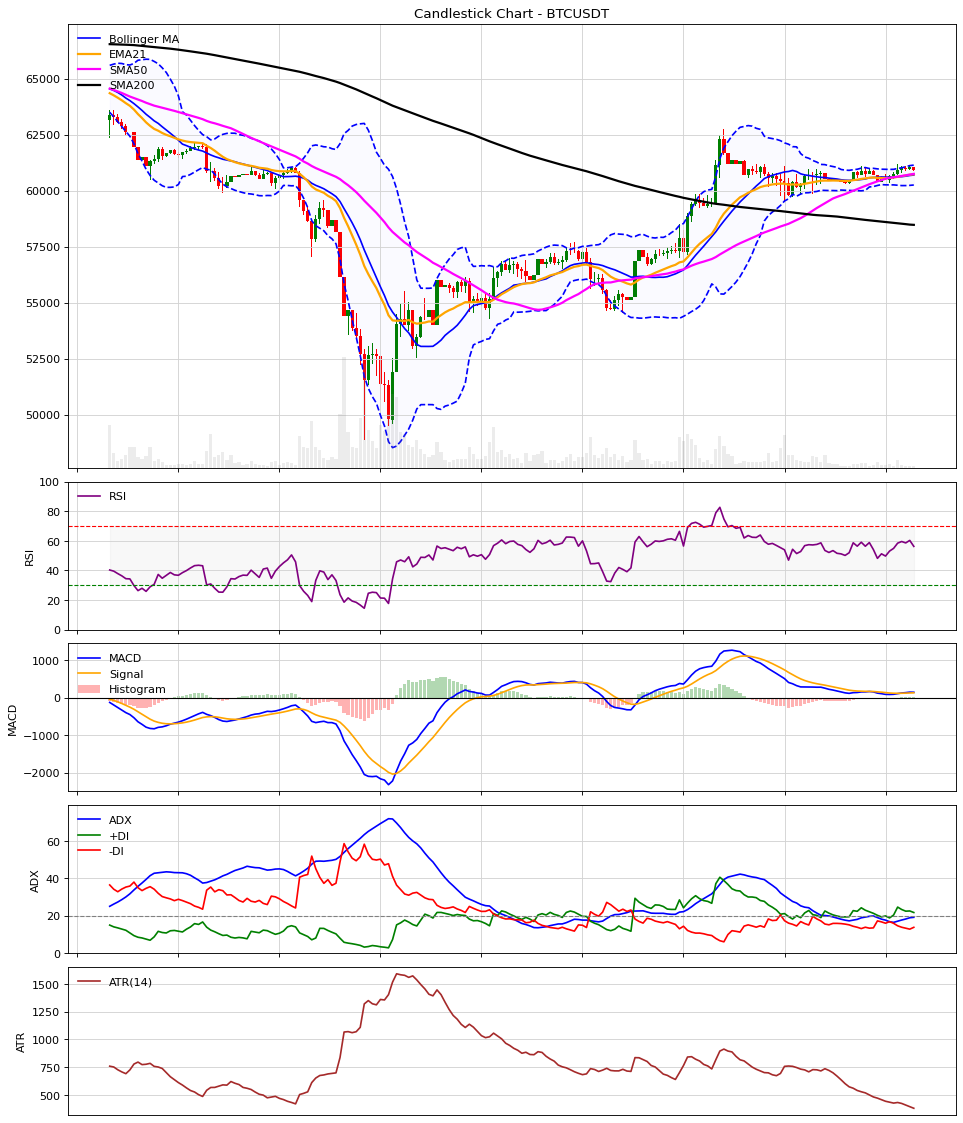 Candlestick Chart - BTCUSDT
Bollinger MA
EMA21
SMA50
SMA200
65000
62500
60000
57500
55000
52500
50000
RSI
RSI
100
80
60
40
20
0
MACD
Signal
Histogram
MACD
1000
0
−1000
−2000
ADX
+DI
-DI
ADX
60
40
20
0
ATR(14)
ATR
1500
1250
1000
750
500